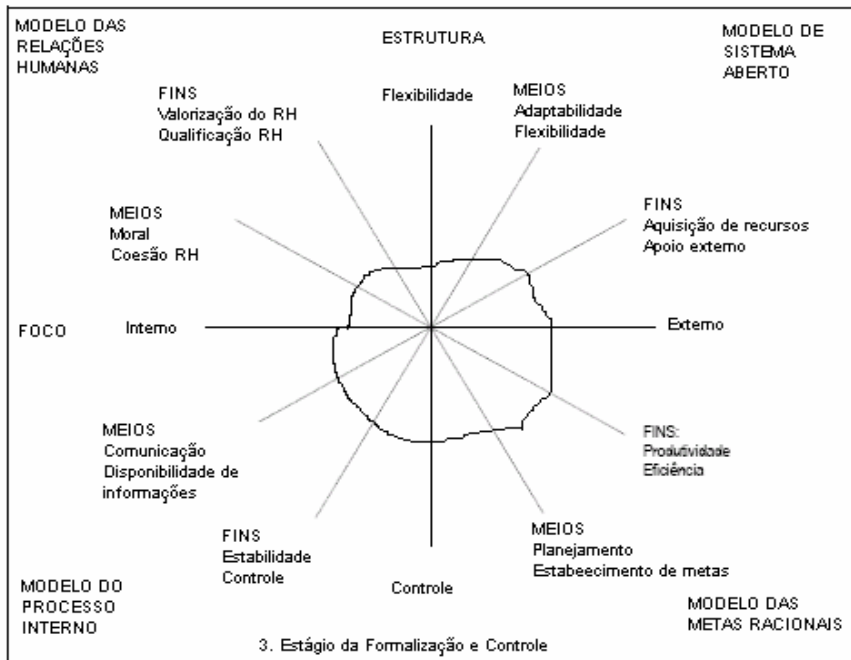 MODELO DAS
RELAÇÕES
HUMANAS
ESTRUTURA
MODELO DE
SISTEMA
ABERTO
FINS
Valorização do RH
Qualificação RH
Flexibilidade
MEIOS
Adaptabilidade
Flexibilidade
MEIOS
Moral
Coesão RH
FINS
Aquisição de recursos
Apoio externo
FOCO
Interno
Externo
MEIOS
Comunicação
Disponibilidade de
informações
FINS:
Produtividade
Eficiência
FINS
Estabilidade
Controle
Controle
MEIOS
Planejamento
Estabeecimento de metas
MODELO DO
PROCESSO
INTERNO
MODELO DAS
METAS RACIONAIS
3. Estágio da Formalização e Controle